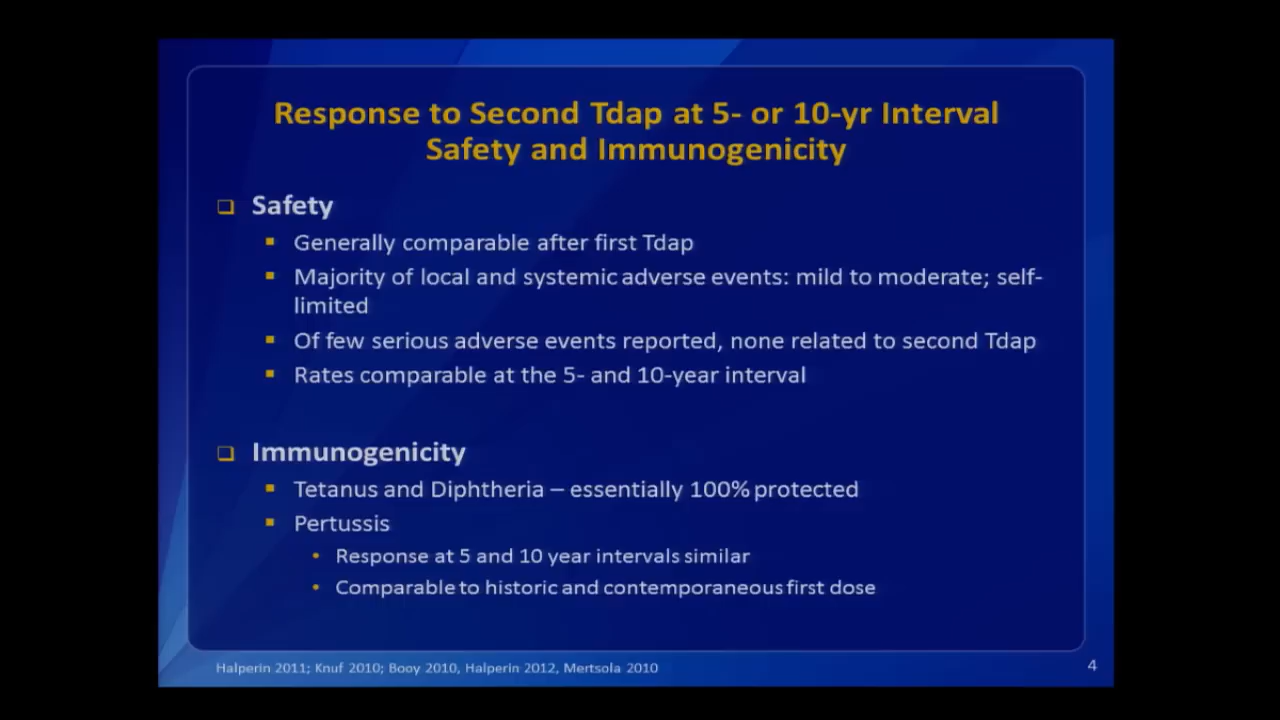 Response to Second Tdap at 5- or 10-yr Interval
Safety and Immunogenicity
Safety
Generally comparable after first Tdap
Majority of local and systemic adverse events: mild to moderate; self-
limited
Of few serious adverse events reported, none related to second Tdap
Rates comparable at the 5- and 10-year interval
Immunogenicity
Tetanus and Diphtheria – essentially 100% protected
Pertussis
Response at 5 and 10 year intervals similar
Comparable to historic and contemporaneous first dose
Halperin 2011; Knuf 2010; Booy 2010, Halperin 2012, Mertsola 2010
4